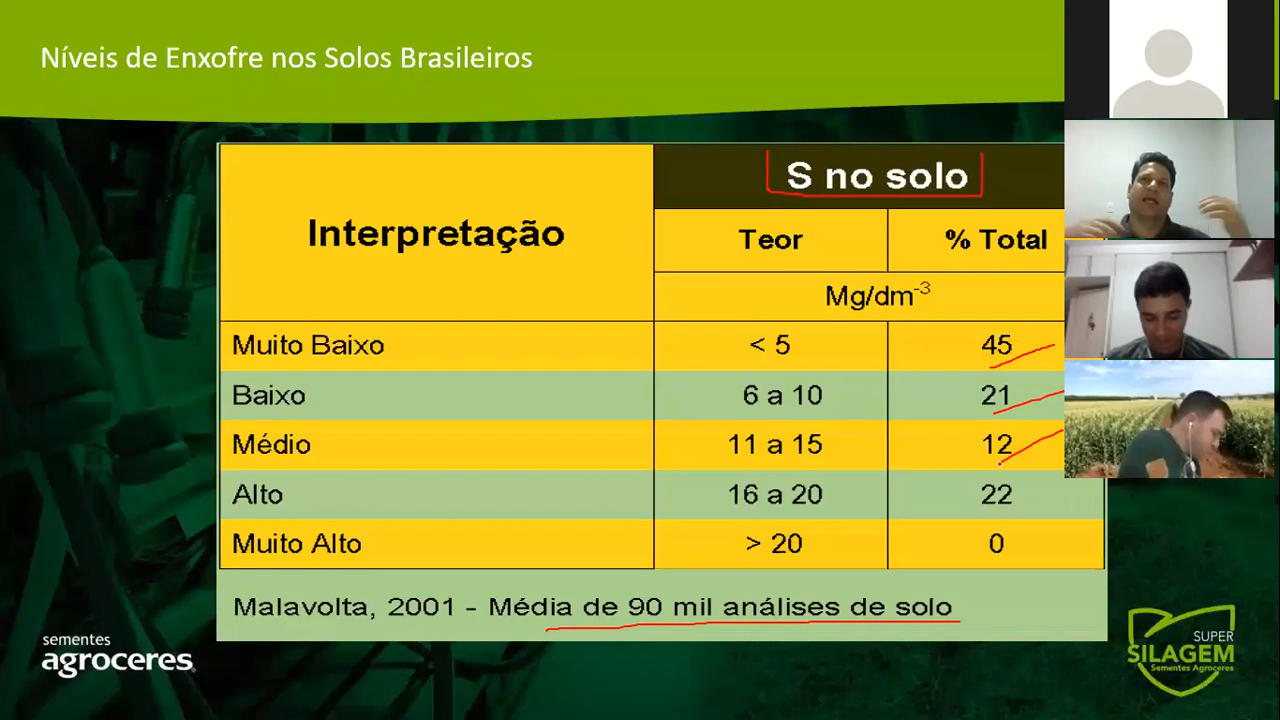 Níveis de Enxofre nos Solos Brasileiros
Interpretação
S no solo
Teor
% Total
Mg/dm-3
Muito Baixo < 5 45
Baixo 6 a 10 21
Médio 11 a 15 12
Alto 16 a 20 22
Muito Alto > 20 0
Malavolta, 2001 - Média de 90 mil análises de solo
sementes
agroceres
SUPER
SILAGEM
Sementes Agroceres